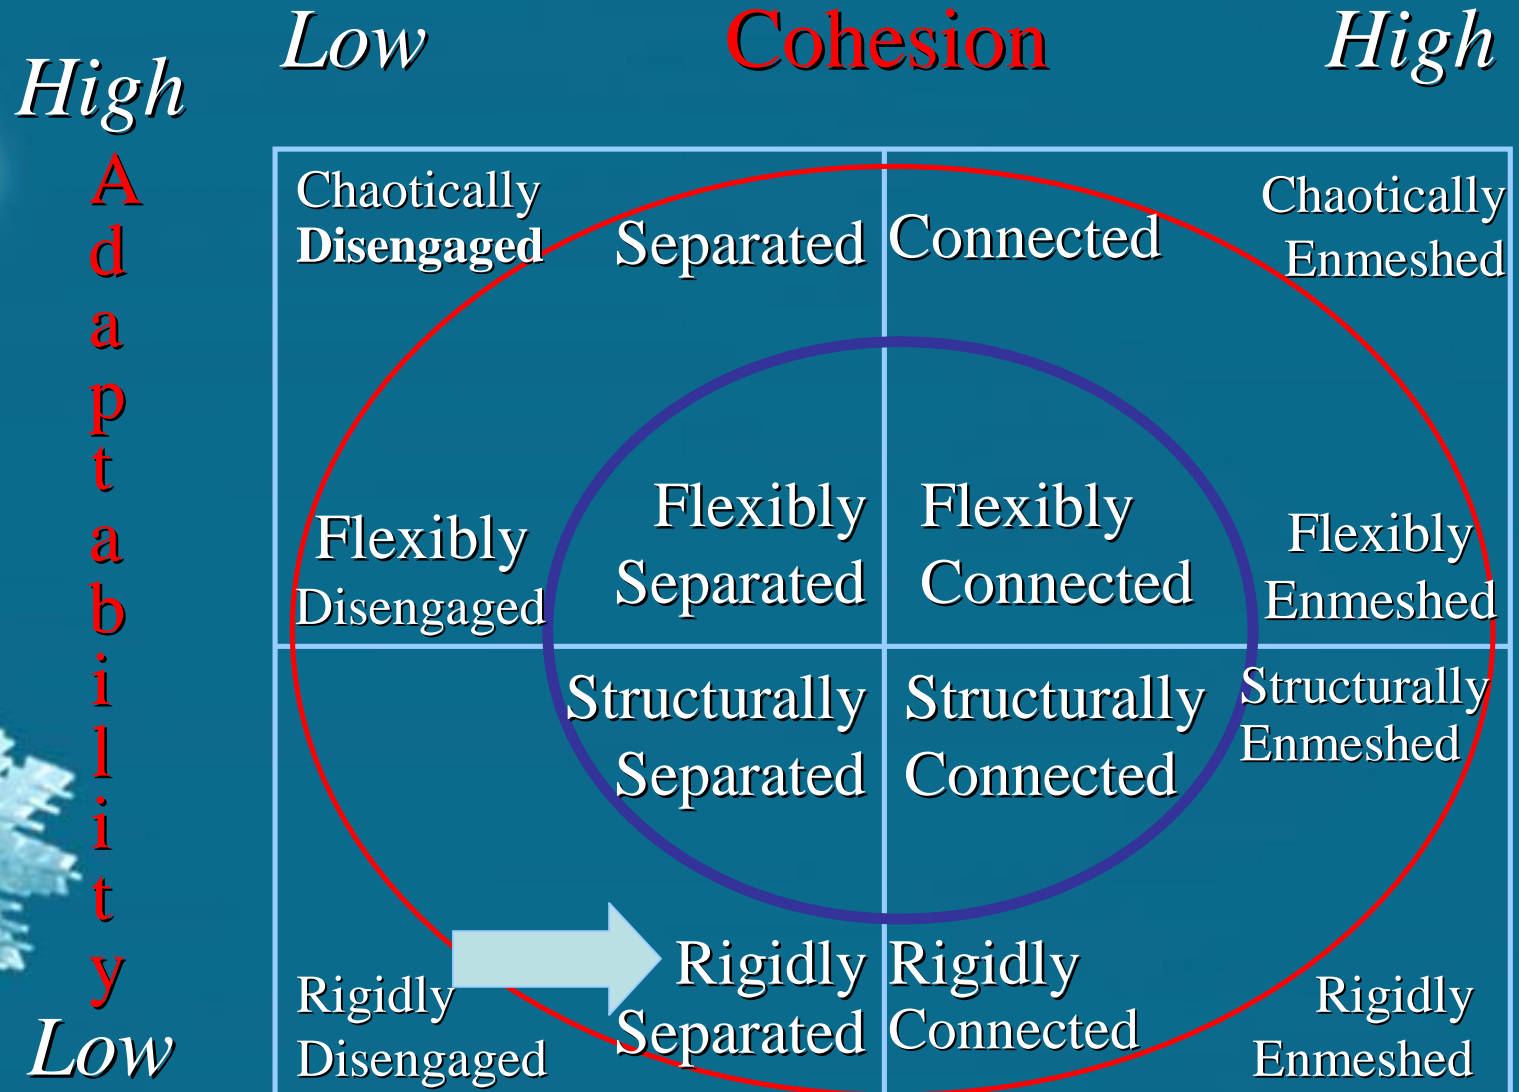 Low Cohesion High
High
Adaptability
Low
Chaotically
Disengaged
Separated
Connected
Chaotically
Enmeshed
Flexibly
Disengaged
Flexibly
Separated
Flexibly
Connected
Flexibly
Enmeshed
Structurally
Separated
Structurally
Connected
Structurally
Enmeshed
Rigidly
Disengaged
Rigidly
Separated
Rigidly
Connected
Rigidly
Enmeshed